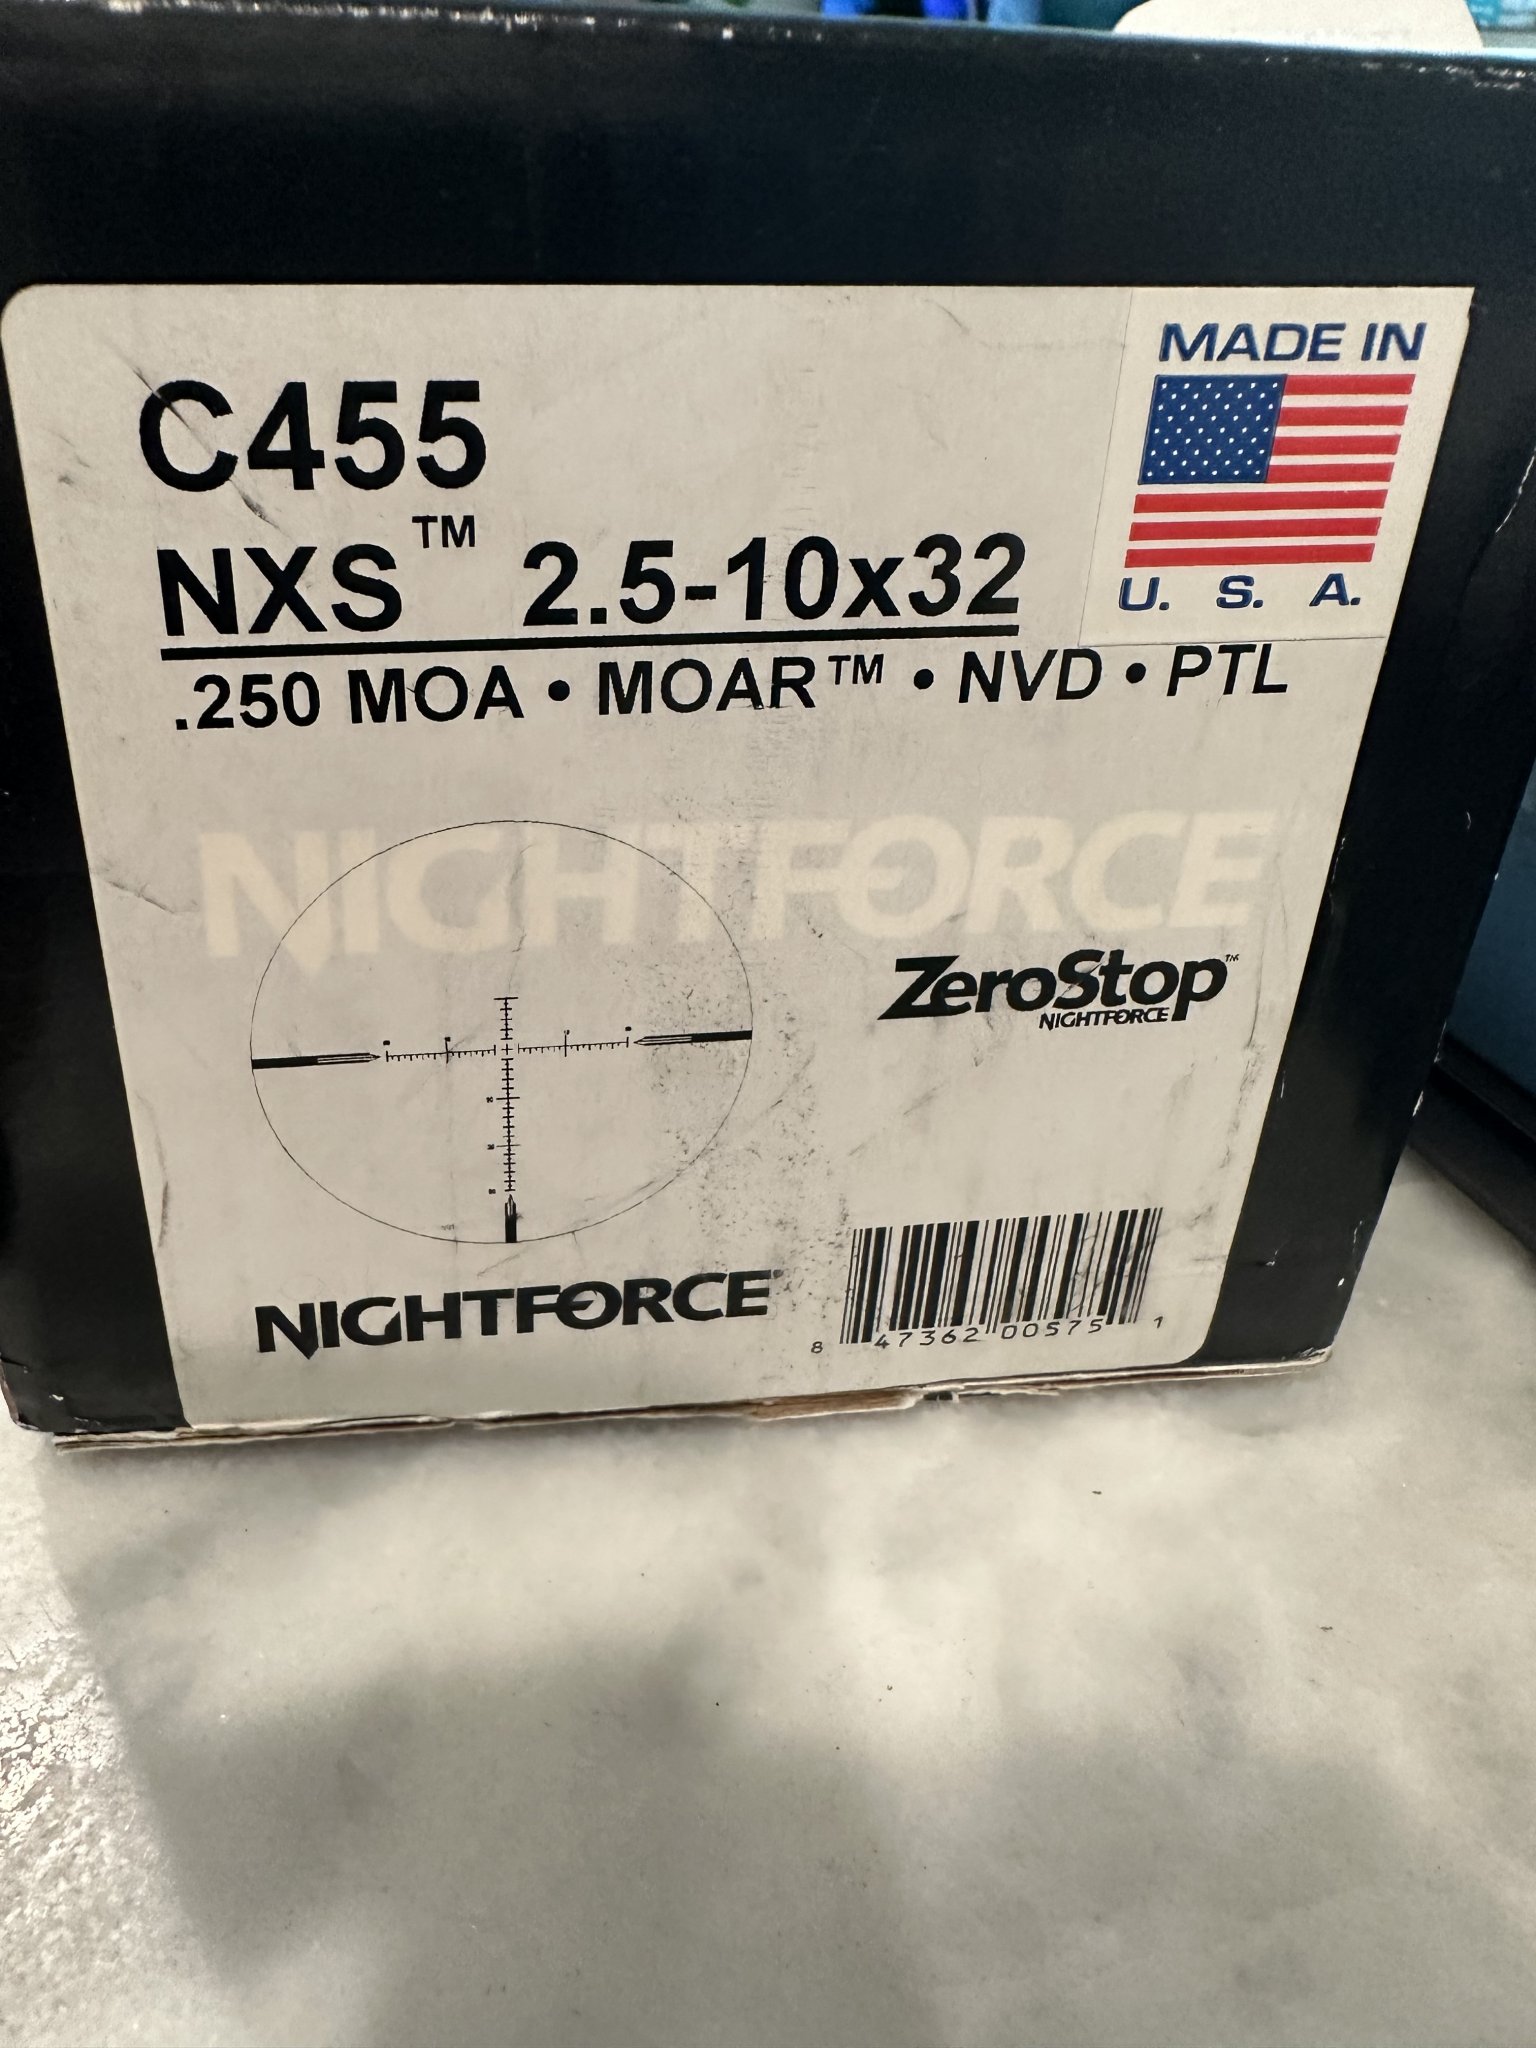 MADE IN
U. S. A.
C455
NXS™ 2.5-10x32
.250 MOA • MOAR™ • NVD • PTL
NIGHTFORCE
ZeroStop™
NIGHTFORCE
NIGHTFORCE
8 47362 00575 1